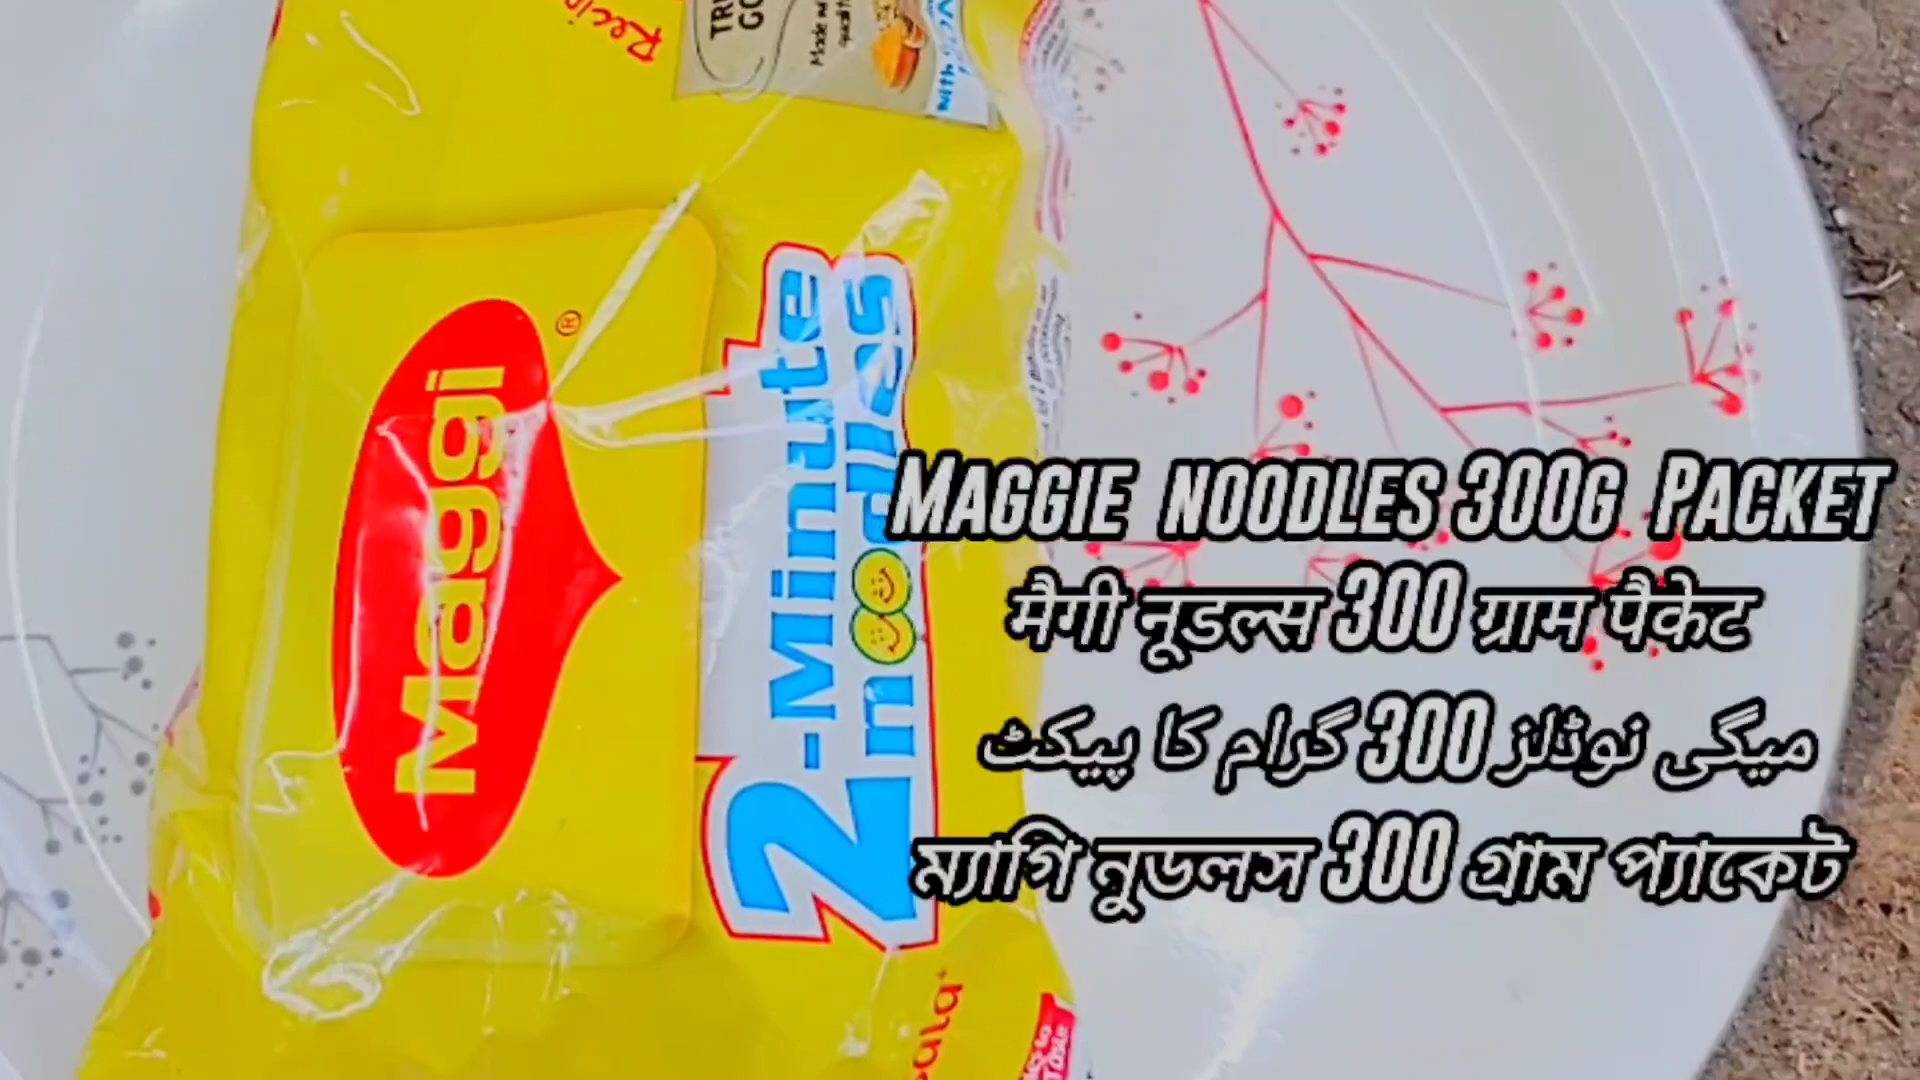 Maggi
2-Minute
noodles
MAGGIE NOODLES 300G PACKET
मैगी नूडल्स 300 ग्राम पैकेट
میگی نوڈلز 300 گرام کا پیکٹ
ম্যাগি নুডলস 300 গ্রাম প্যাকেট